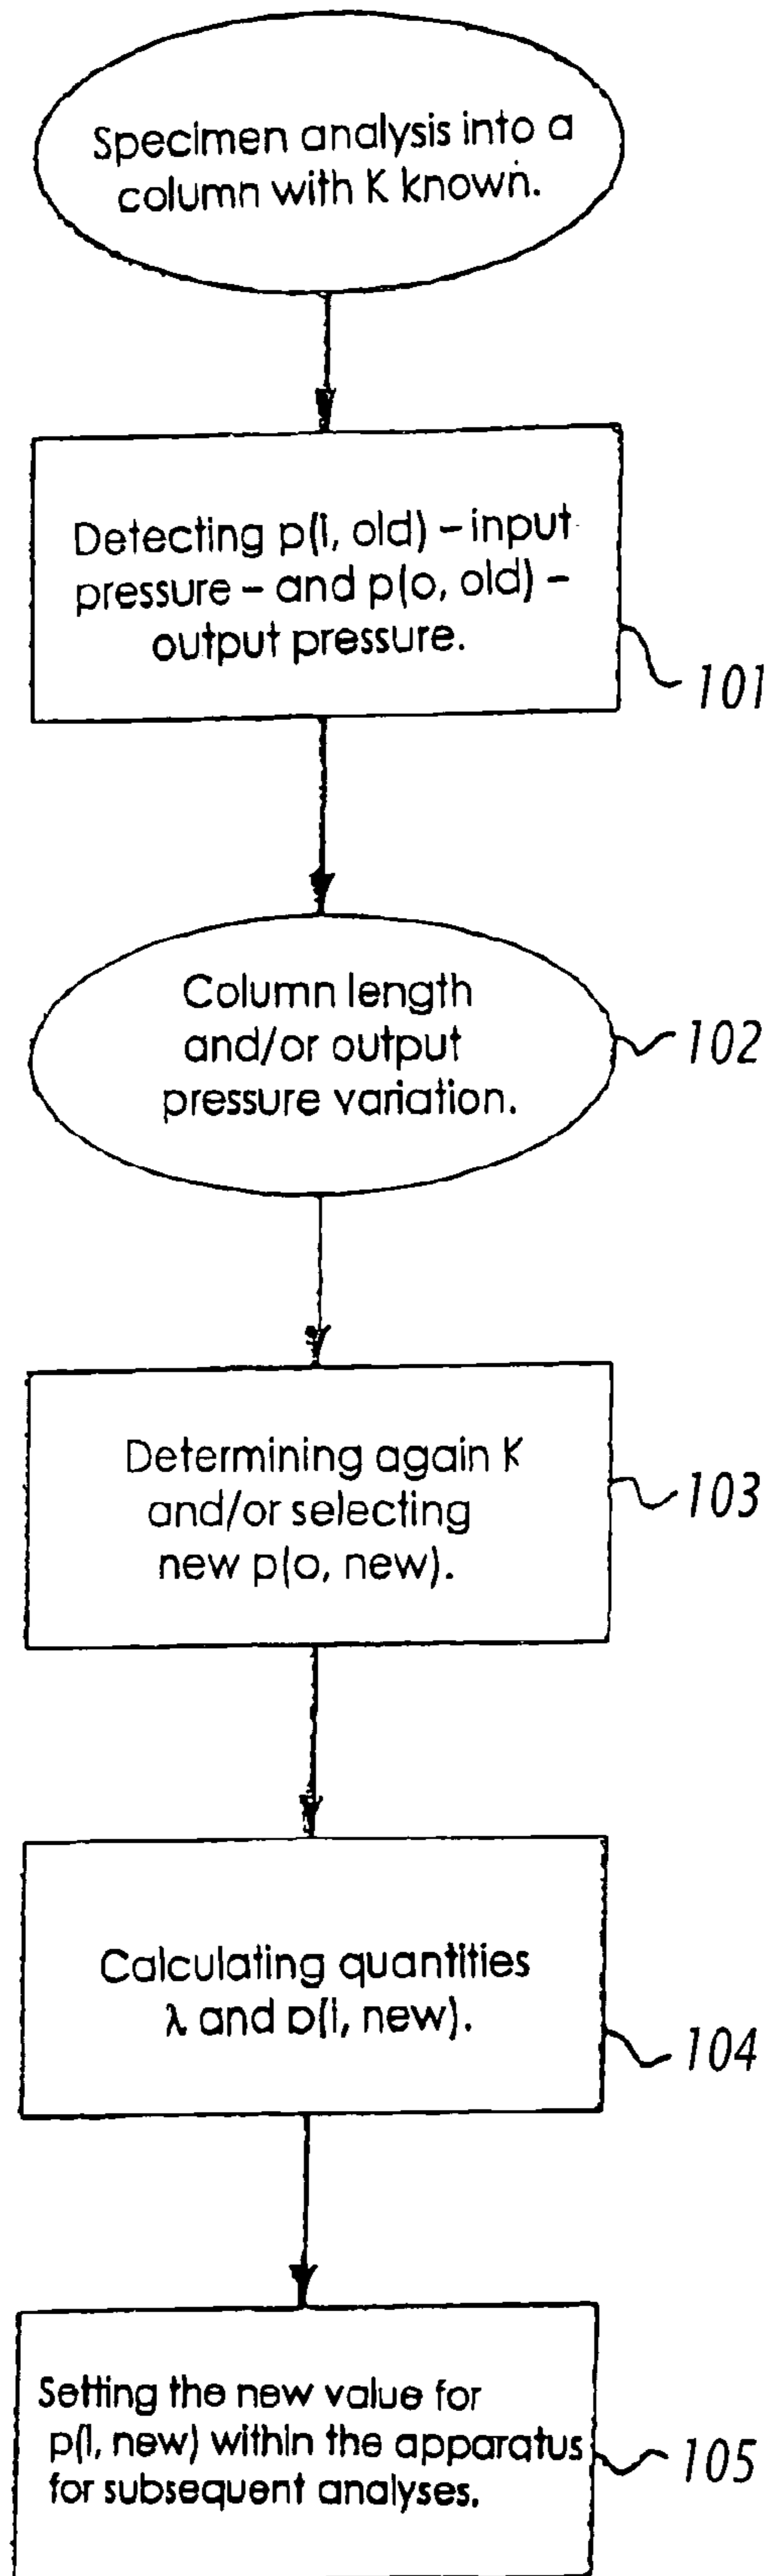 Specimen analysis into a
column with K known.
Detecting p(i, old) – input
pressure – and p(o, old) –
output pressure.
101
Column length
and/or output
pressure variation.
102
Determining again K
and/or selecting
new p(o, new).
103
Calculating quantities
λ and p(i, new).
104
Setting the new value for
p(i, new) within the apparatus
for subsequent analyses.
105